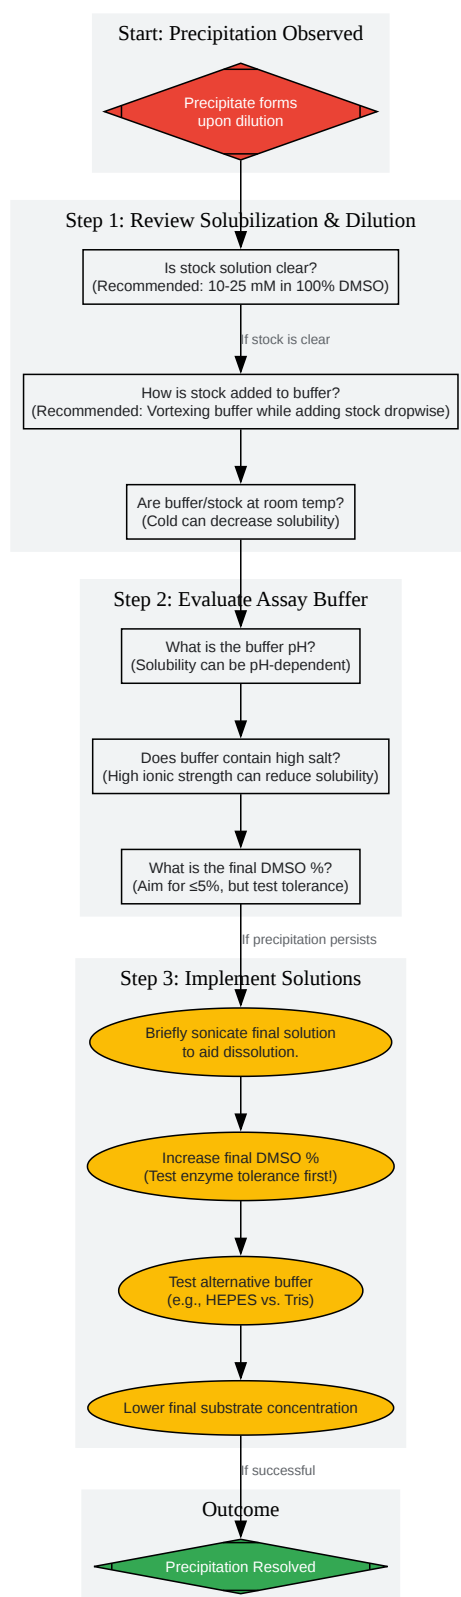 Start: Precipitation Observed
Precipitate forms
upon dilution
Step 1: Review Solubilization & Dilution
Is stock solution clear?
(Recommended: 10-25 mM in 100% DMSO)
If stock is clear
How is stock added to buffer?
(Recommended: Vortexing buffer while adding stock dropwise)
Are buffer/stock at room temp?
(Cold can decrease solubility)
Step 2: Evaluate Assay Buffer
What is the buffer pH?
(Solubility can be pH-dependent)
Does buffer contain high salt?
(High ionic strength can reduce solubility)
What is the final DMSO %?
(Aim for ≤5%, but test tolerance)
If precipitation persists
Step 3: Implement Solutions
Briefly sonicate final solution
to aid dissolution.
Increase final DMSO %
(Test enzyme tolerance first!)
Test alternative buffer
(e.g., HEPES vs. Tris)
Lower final substrate concentration
If successful
Outcome
Precipitation Resolved